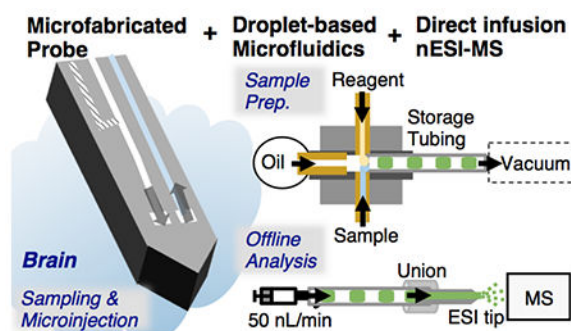 Microfabricated + Droplet-based + Direct infusion
Probe Microfluidics nESI-MS
Sample
Prep.
Reagent
Storage
Tubing
Oil
Vacuum
Sample
Brain
Sampling &
Microinjection
Offline
Analysis
Union
50 nL/min
ESI tip
MS